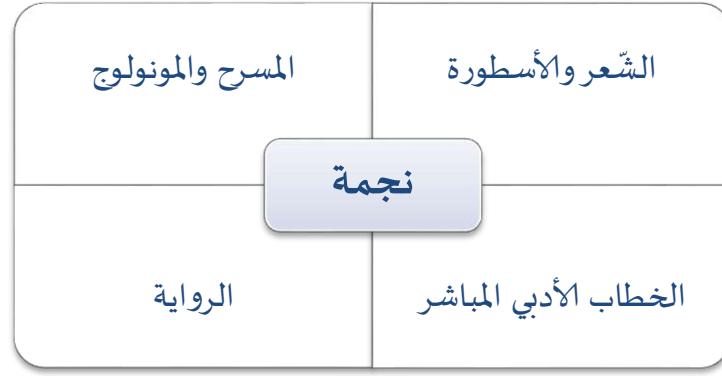 الشّعر والأسطورة
المسرح والمونولوج
نجمة
الخطاب الأدبي المباشر
الرواية